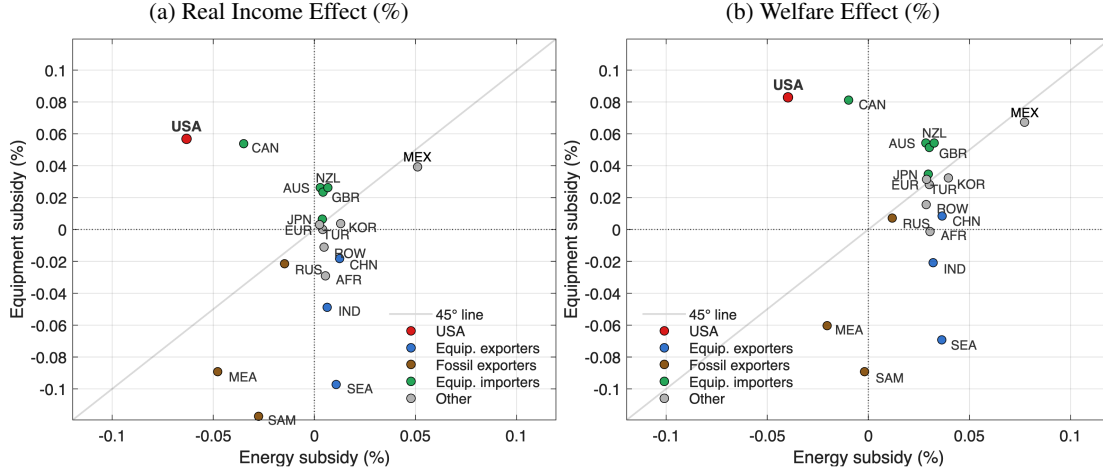 (a) Real Income Effect (%)
Equipment subsidy (%)
0.1
0.08
0.06
0.04
0.02
0
-0.02
-0.04
-0.06
-0.08
-0.1
USA
CAN
MEX
NZL
AUS
GBR
JPN
KOR
EUR
TUR
ROW
CHN
RUS
AFR
IND
MEA
SEA
SAM
45° line
USA
Equip. exporters
Fossil exporters
Equip. importers
Other
-0.1
-0.05
0
0.05
0.1
Energy subsidy (%)
(b) Welfare Effect (%)
Equipment subsidy (%)
0.1
0.08
0.06
0.04
0.02
0
-0.02
-0.04
-0.06
-0.08
-0.1
USA
CAN
MEX
NZL
AUS
GBR
JPN
EUR
TUR
KOR
ROW
CHN
RUS
AFR
IND
MEA
SEA
SAM
45° line
USA
Equip. exporters
Fossil exporters
Equip. importers
Other
-0.1
-0.05
0
0.05
0.1
Energy subsidy (%)